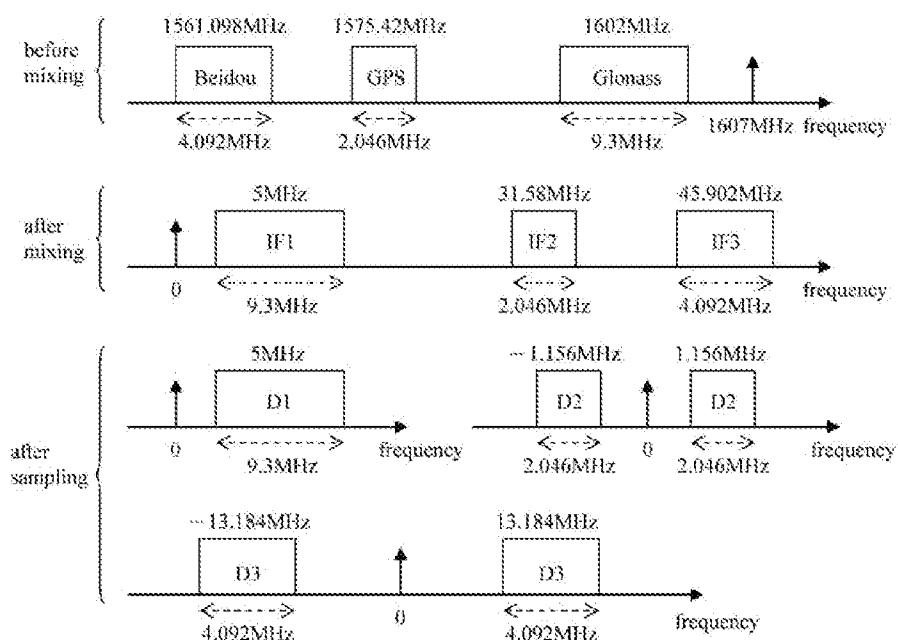 before mixing
1561.098MHz 1575.42MHz 1602MHz
Beidou GPS Glonass
4.092MHz 2.046MHz 9.3MHz 1607MHz frequency
after mixing
5MHz 31.58MHz 45.902MHz
IF1 IF2 IF3
0 9.3MHz 2.046MHz 4.092MHz frequency
after sampling
5MHz -1.156MHz 1.156MHz
D1 D2 D2
0 9.3MHz frequency 2.046MHz 0 2.046MHz frequency
-13.184MHz 13.184MHz
D3 D3
4.092MHz 0 4.092MHz frequency